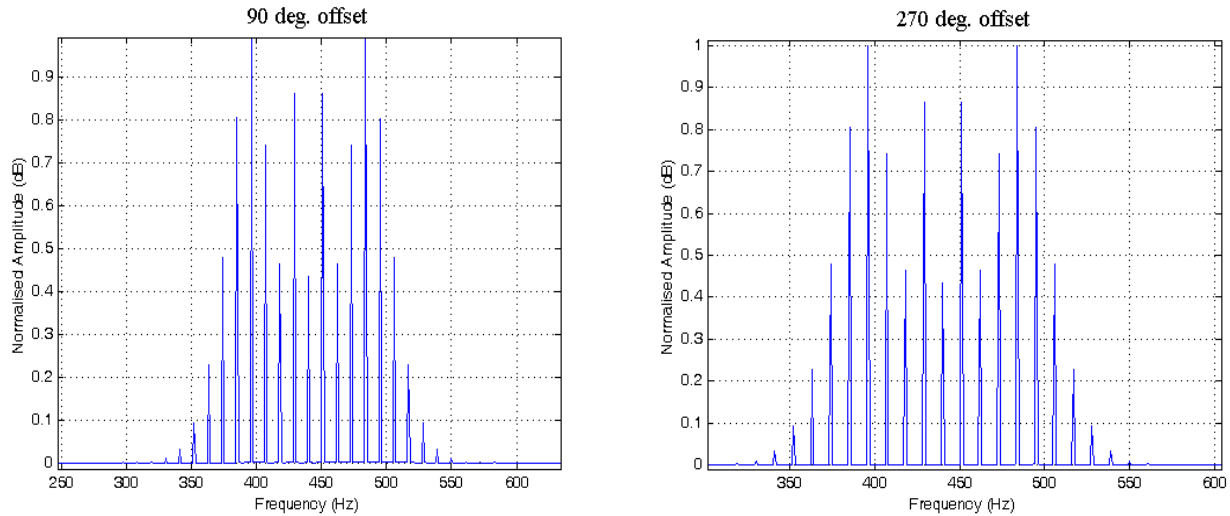 90 deg. offset
Normalised Amplitude (dB)
0.9
0.8
0.7
0.6
0.5
0.4
0.3
0.2
0.1
0
250 300 350 400 450 500 550 600
Frequency (Hz)
270 deg. offset
Normalised Amplitude (dB)
1
0.9
0.8
0.7
0.6
0.5
0.4
0.3
0.2
0.1
0
350 400 450 500 550 600
Frequency (Hz)